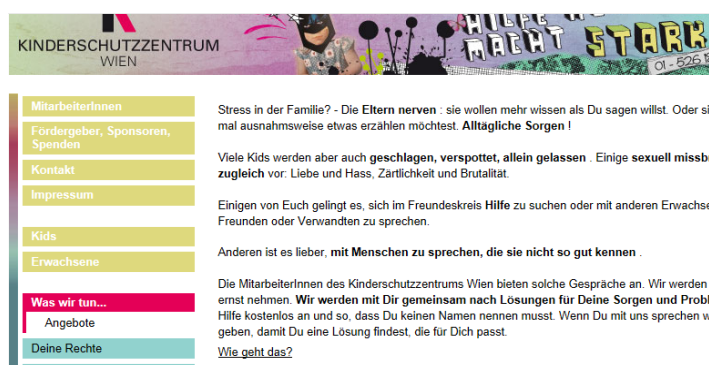 KINDERSCHUTZZENTRUM
WIEN
MACHT STARK
01 - 526
MitarbeiterInnen
Fördergeber, Sponsoren,
Spenden
Kontakt
Impressum
Kids
Erwachsene
Was wir tun...
Angebote
Deine Rechte
Stress in der Familie? - Die Eltern nerven : sie wollen mehr wissen als Du sagen willst. Oder
mal ausnahmsweise etwas erzählen möchtest. Alltägliche Sorgen !
Viele Kids werden aber auch geschlagen, verspottet, allein gelassen . Einige sexuell
zugleich vor: Liebe und Hass, Zärtlichkeit und Brutalität.
Einigen von Euch gelingt es, sich im Freundeskreis Hilfe zu suchen oder mit anderen
Freunden oder Verwandten zu sprechen.
Anderen ist es lieber, mit Menschen zu sprechen, die sie nicht so gut kennen .
Die MitarbeiterInnen des Kinderschutzzentrums Wien bieten solche Gespräche an. Wir werden
ernst nehmen. Wir werden mit Dir gemeinsam nach Lösungen für Deine Sorgen und
Hilfe kostenlos an und so, dass Du keinen Namen nennen musst. Wenn Du mit uns sprechen
geben, damit Du eine Lösung findest, die für Dich passt.
Wie geht das?